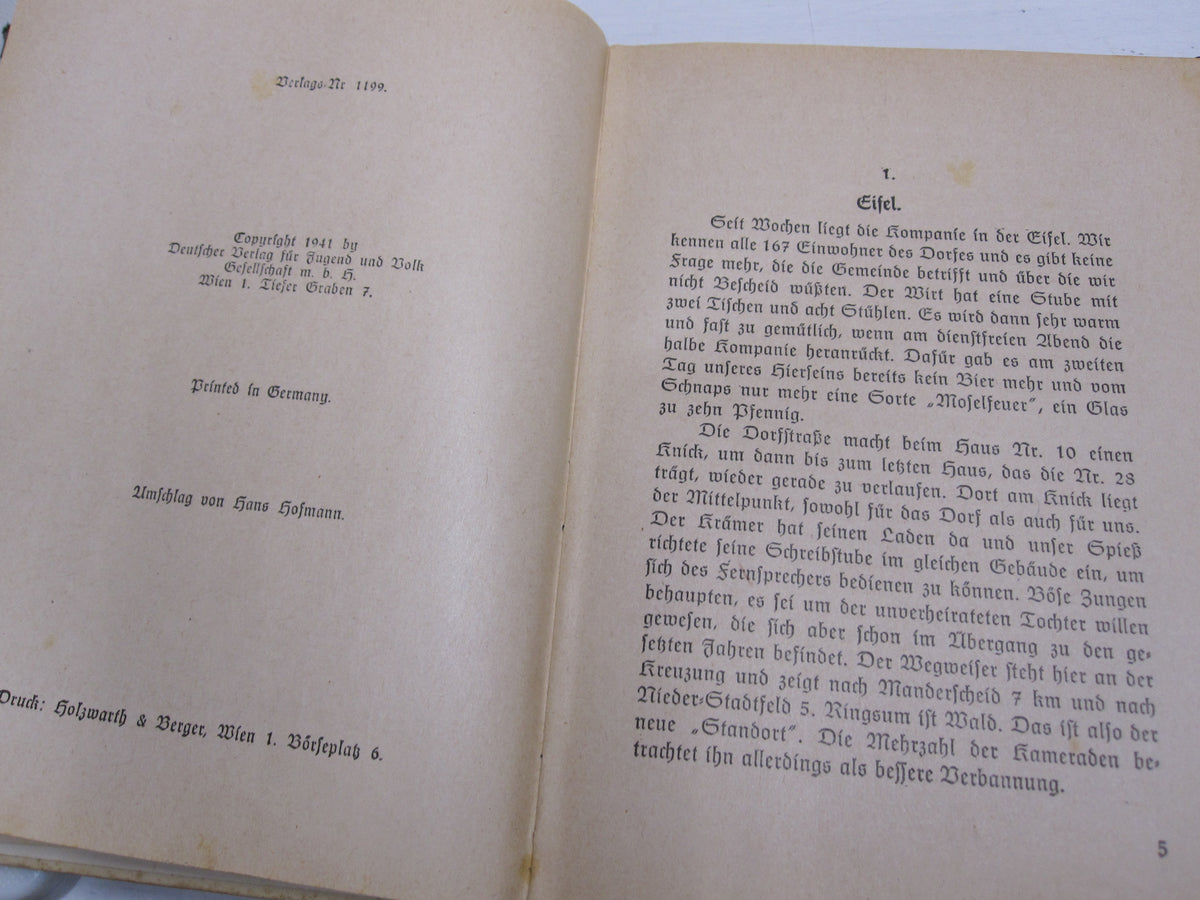 Verlags-Nr 1199.
Copyright 1941 by
Deutscher Verlag für Jugend und Volk
Gesellschaft m. b. H.
Wien 1. Tiefer Graben 7.
Printed in Germany.
Umschlag von Hans Hofmann.
Druck: Holzwarth & Berger, Wien 1. Börseplatz 6.
1.
Eifel.
Seit Wochen liegt die Kompanie in der Eifel. Wir
kennen alle 167 Einwohner des Dorfes und es gibt keine
Frage mehr, die die Gemeinde betrifft und über die wir
nicht Bescheid wüßten. Der Wirt hat eine Stube mit
zwei Tischen und acht Stühlen. Es wird dann sehr warm
und fast zu gemütlich, wenn am dienstfreien Abend die
halbe Kompanie heranrückt. Dafür gab es am zweiten
Tag unseres Hierseins bereits kein Bier mehr und vom
Schnaps nur mehr eine Sorte „Moselfeuer“, ein Glas
zu zehn Pfennig.
Die Dorfstraße macht beim Haus Nr. 10 einen
Knick, um dann bis zum letzten Haus, das die Nr. 28
trägt, wieder gerade zu verlaufen. Dort am Knick liegt
der Mittelpunkt, sowohl für das Dorf als auch für uns.
Der Krämer hat seinen Laden da und unser Spieß
richtete seine Schreibstube im gleichen Gebäude ein, um
sich des Fernsprechers bedienen zu können. Böse Zungen
behaupten, es sei um der unverheirateten Tochter willen
gewesen, die sich aber schon im Übergang zu den ge-
setzten Jahren befindet. Der Wegweiser steht hier an der
Kreuzung und zeigt nach Manderscheid 7 km und nach
Nieder-Stadtfeld 5. Ringsum ist Wald. Das ist also der
neue „Standort“. Die Mehrzahl der Kameraden be-
trachtet ihn allerdings als bessere Verbannung.
5